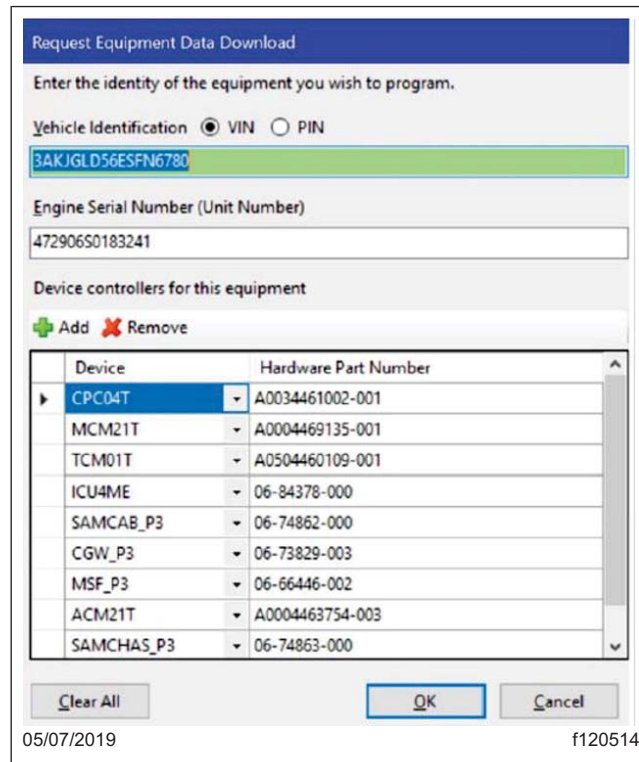 Request Equipment Data Download
Enter the identity of the equipment you wish to program.
Vehicle Identification VIN PIN
3AKJGLD56ESFN6780
Engine Serial Number (Unit Number)
472906S0183241
Device controllers for this equipment
Add Remove
Device Hardware Part Number
CPC04T A0034461002-001
MCM21T A0004469135-001
TCM01T A0504460109-001
ICU4ME 06-84378-000
SAMCAB_P3 06-74862-000
CGW_P3 06-73829-003
MSF_P3 06-66446-002
ACM21T A0004463754-003
SAMCHAS_P3 06-74863-000
Clear All OK Cancel
05/07/2019 f120514